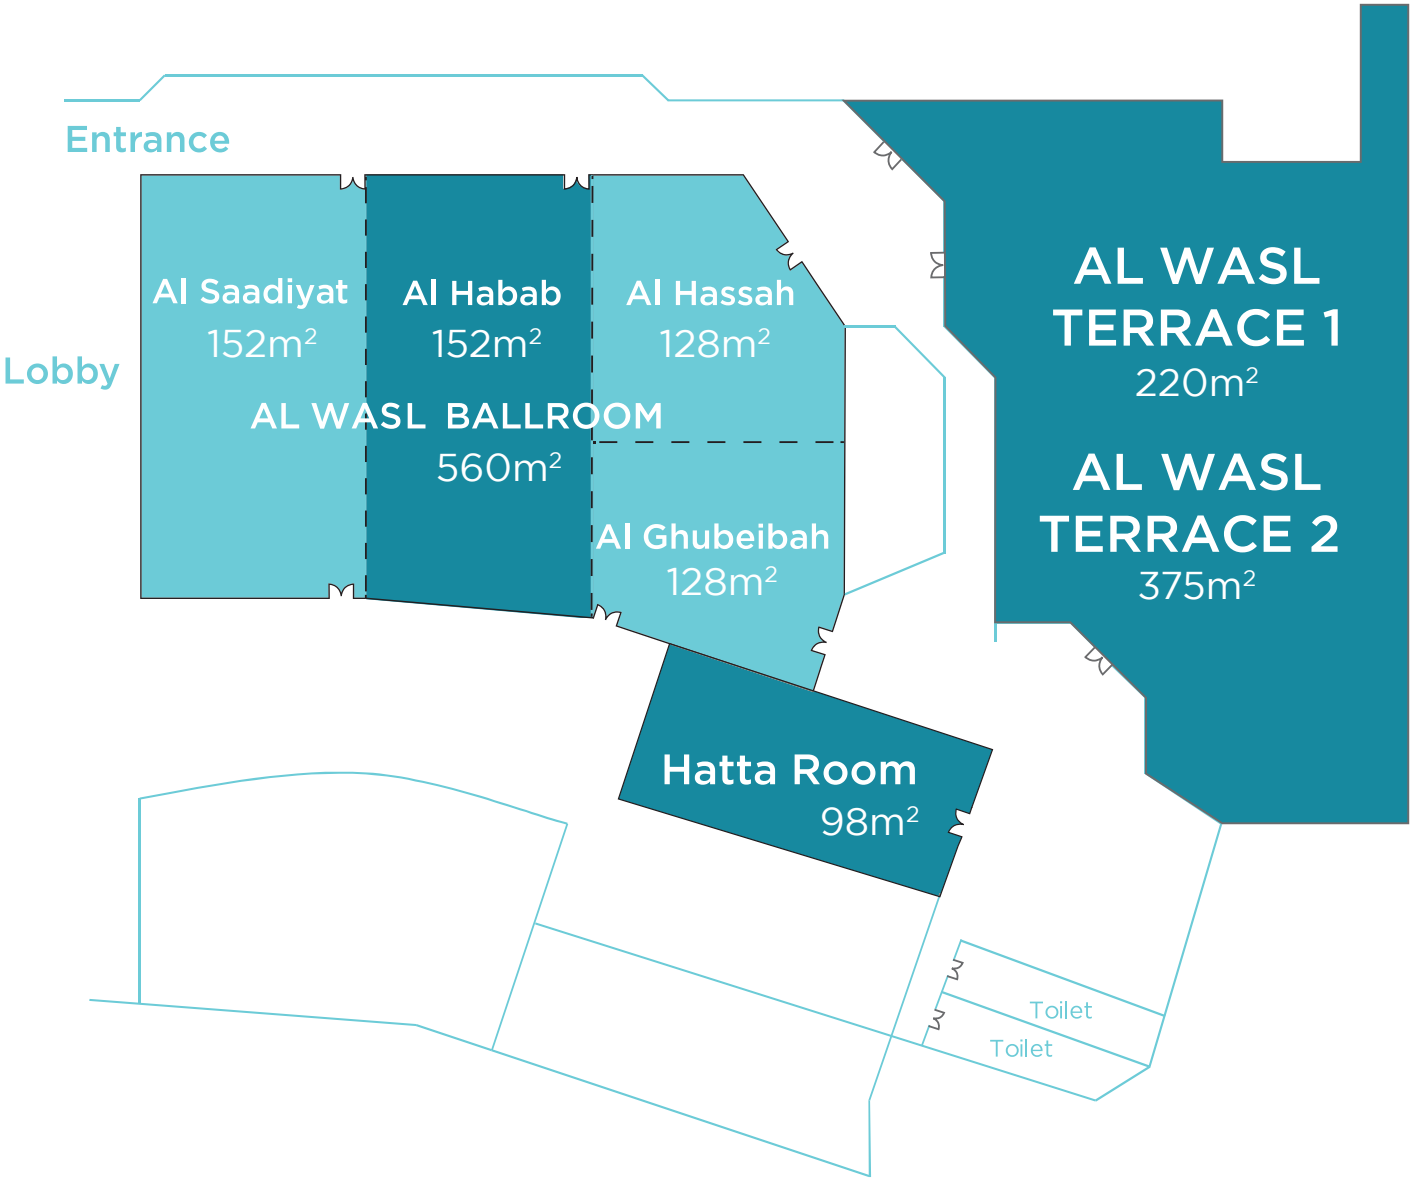 Entrance
Lobby
Al Saadiyat
152m²
Al Habab
152m²
Al Hassah
128m²
AL WASL BALLROOM
560m²
Al Ghubeibah
128m²
AL WASL
TERRACE 1
220m²
AL WASL
TERRACE 2
375m²
Hatta Room
98m²
Toilet
Toilet